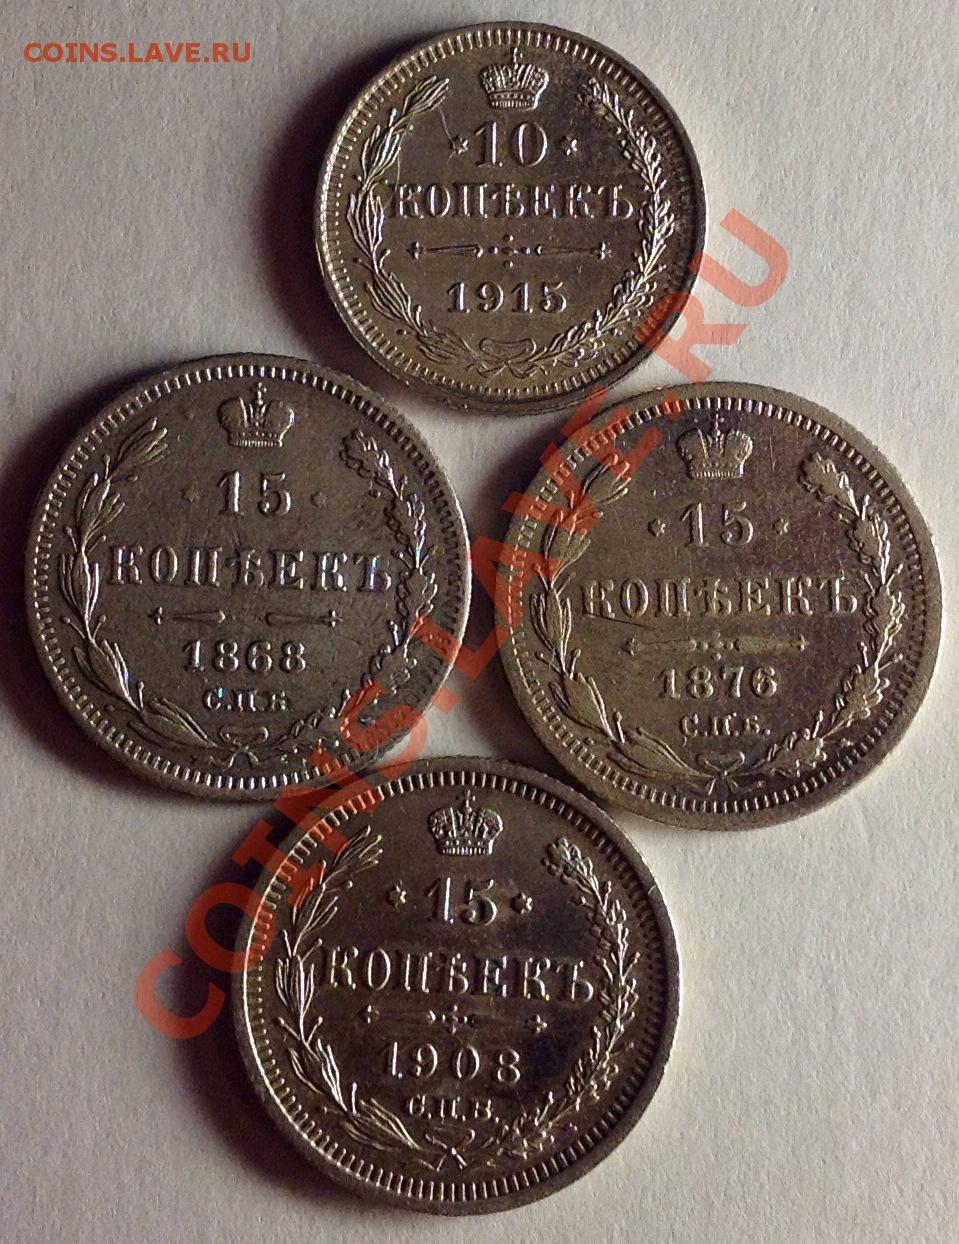 COINS.LAVE.RU
10
КОПѢЕКЪ
1915
15
КОПѢЕКЪ
1868
С.П.Б
15
КОПѢЕКЪ
1876
С.П.Б.
15
КОПѢЕКЪ
1908
С.П.Б.
COINS.LAVE.RU